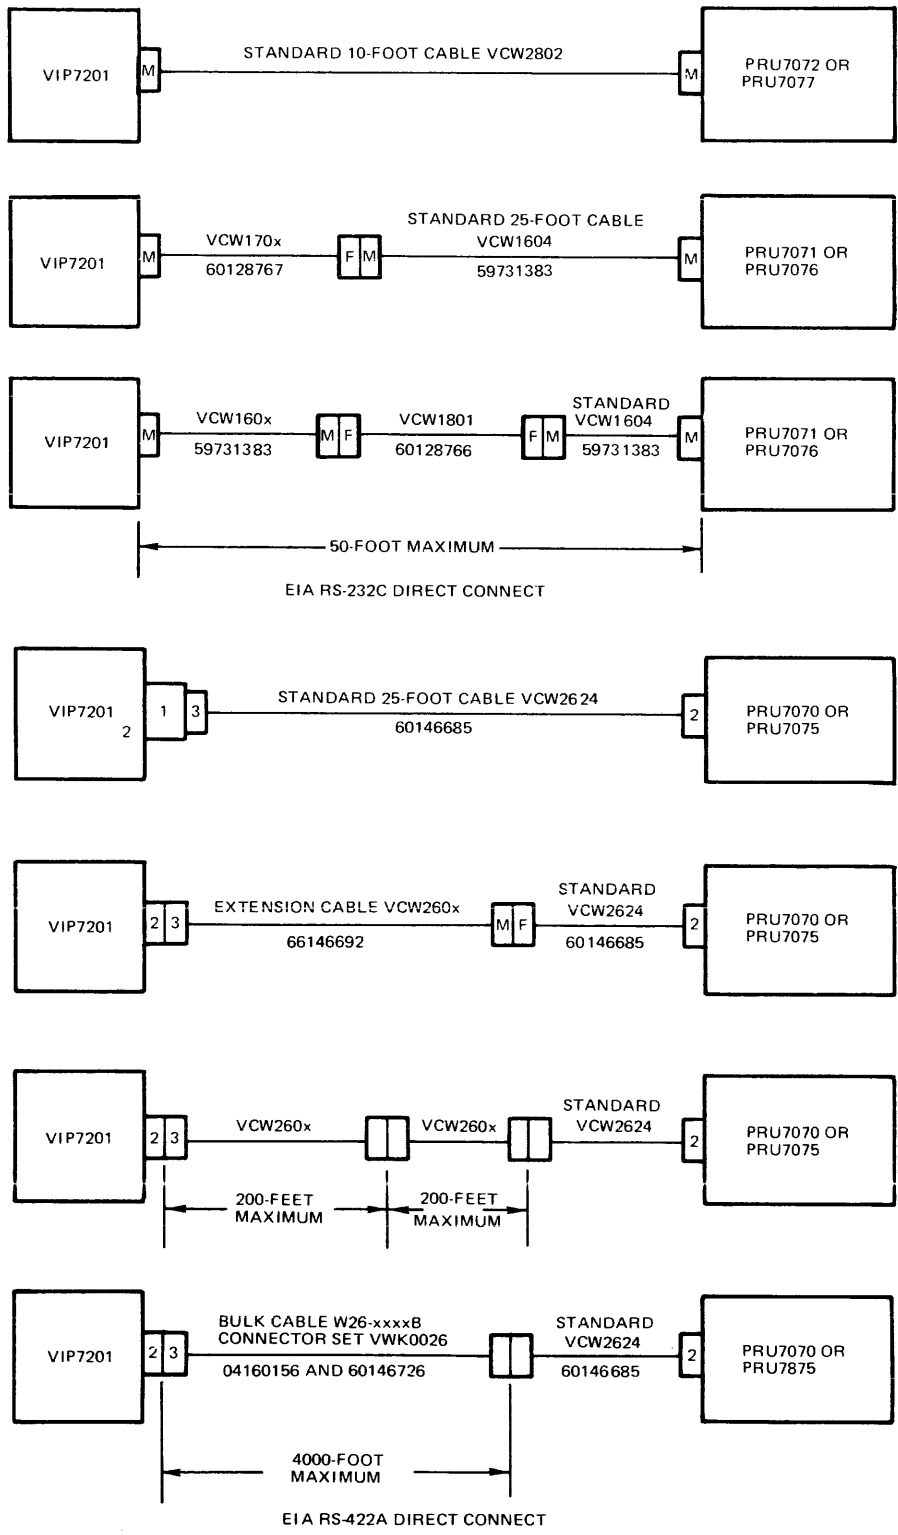 VIP7201
M
STANDARD 10-FOOT CABLE VCW2802
M
PRU7072 OR
PRU7077
VIP7201
M
VCW170x
60128767
F M
STANDARD 25-FOOT CABLE
VCW1604
59731383
M
PRU7071 OR
PRU7076
VIP7201
M
VCW160x
59731383
M F
VCW1801
60128766
F M
STANDARD
VCW1604
59731383
M
PRU7071 OR
PRU7076
50-FOOT MAXIMUM
EIA RS-232C DIRECT CONNECT
VIP7201
2
1
3
STANDARD 25-FOOT CABLE VCW2624
60146685
2
PRU7070 OR
PRU7075
VIP7201
2 3
EXTENSION CABLE VCW260x
66146692
M F
STANDARD
VCW2624
60146685
2
PRU7070 OR
PRU7075
VIP7201
2 3
VCW260x
VCW260x
STANDARD
VCW2624
2
PRU7070 OR
PRU7075
200-FEET
MAXIMUM
200-FEET
MAXIMUM
VIP7201
2 3
BULK CABLE W26-xxxxB
CONNECTOR SET VWK0026
04160156 AND 60146726
STANDARD
VCW2624
60146685
2
PRU7070 OR
PRU7875
4000-FOOT
MAXIMUM
EIA RS-422A DIRECT CONNECT